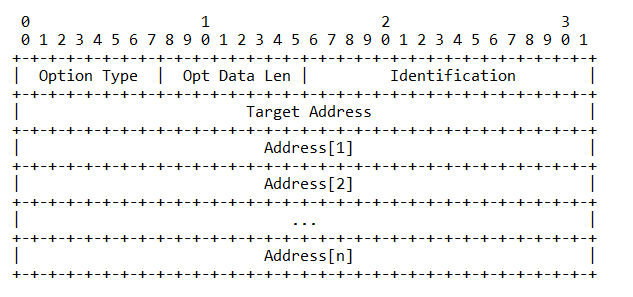 0                   1                   2                   3
 0 1 2 3 4 5 6 7 8 9 0 1 2 3 4 5 6 7 8 9 0 1 2 3 4 5 6 7 8 9 0 1
+-+-+-+-+-+-+-+-+-+-+-+-+-+-+-+-+-+-+-+-+-+-+-+-+-+-+-+-+-+-+-+-+
|  Option Type  |  Opt Data Len |         Identification        |
+-+-+-+-+-+-+-+-+-+-+-+-+-+-+-+-+-+-+-+-+-+-+-+-+-+-+-+-+-+-+-+-+
|                         Target Address                        |
+-+-+-+-+-+-+-+-+-+-+-+-+-+-+-+-+-+-+-+-+-+-+-+-+-+-+-+-+-+-+-+-+
|                           Address[1]                          |
+-+-+-+-+-+-+-+-+-+-+-+-+-+-+-+-+-+-+-+-+-+-+-+-+-+-+-+-+-+-+-+-+
|                           Address[2]                          |
+-+-+-+-+-+-+-+-+-+-+-+-+-+-+-+-+-+-+-+-+-+-+-+-+-+-+-+-+-+-+-+-+
|                              ...                              |
+-+-+-+-+-+-+-+-+-+-+-+-+-+-+-+-+-+-+-+-+-+-+-+-+-+-+-+-+-+-+-+-+
|                           Address[n]                          |
+-+-+-+-+-+-+-+-+-+-+-+-+-+-+-+-+-+-+-+-+-+-+-+-+-+-+-+-+-+-+-+-+